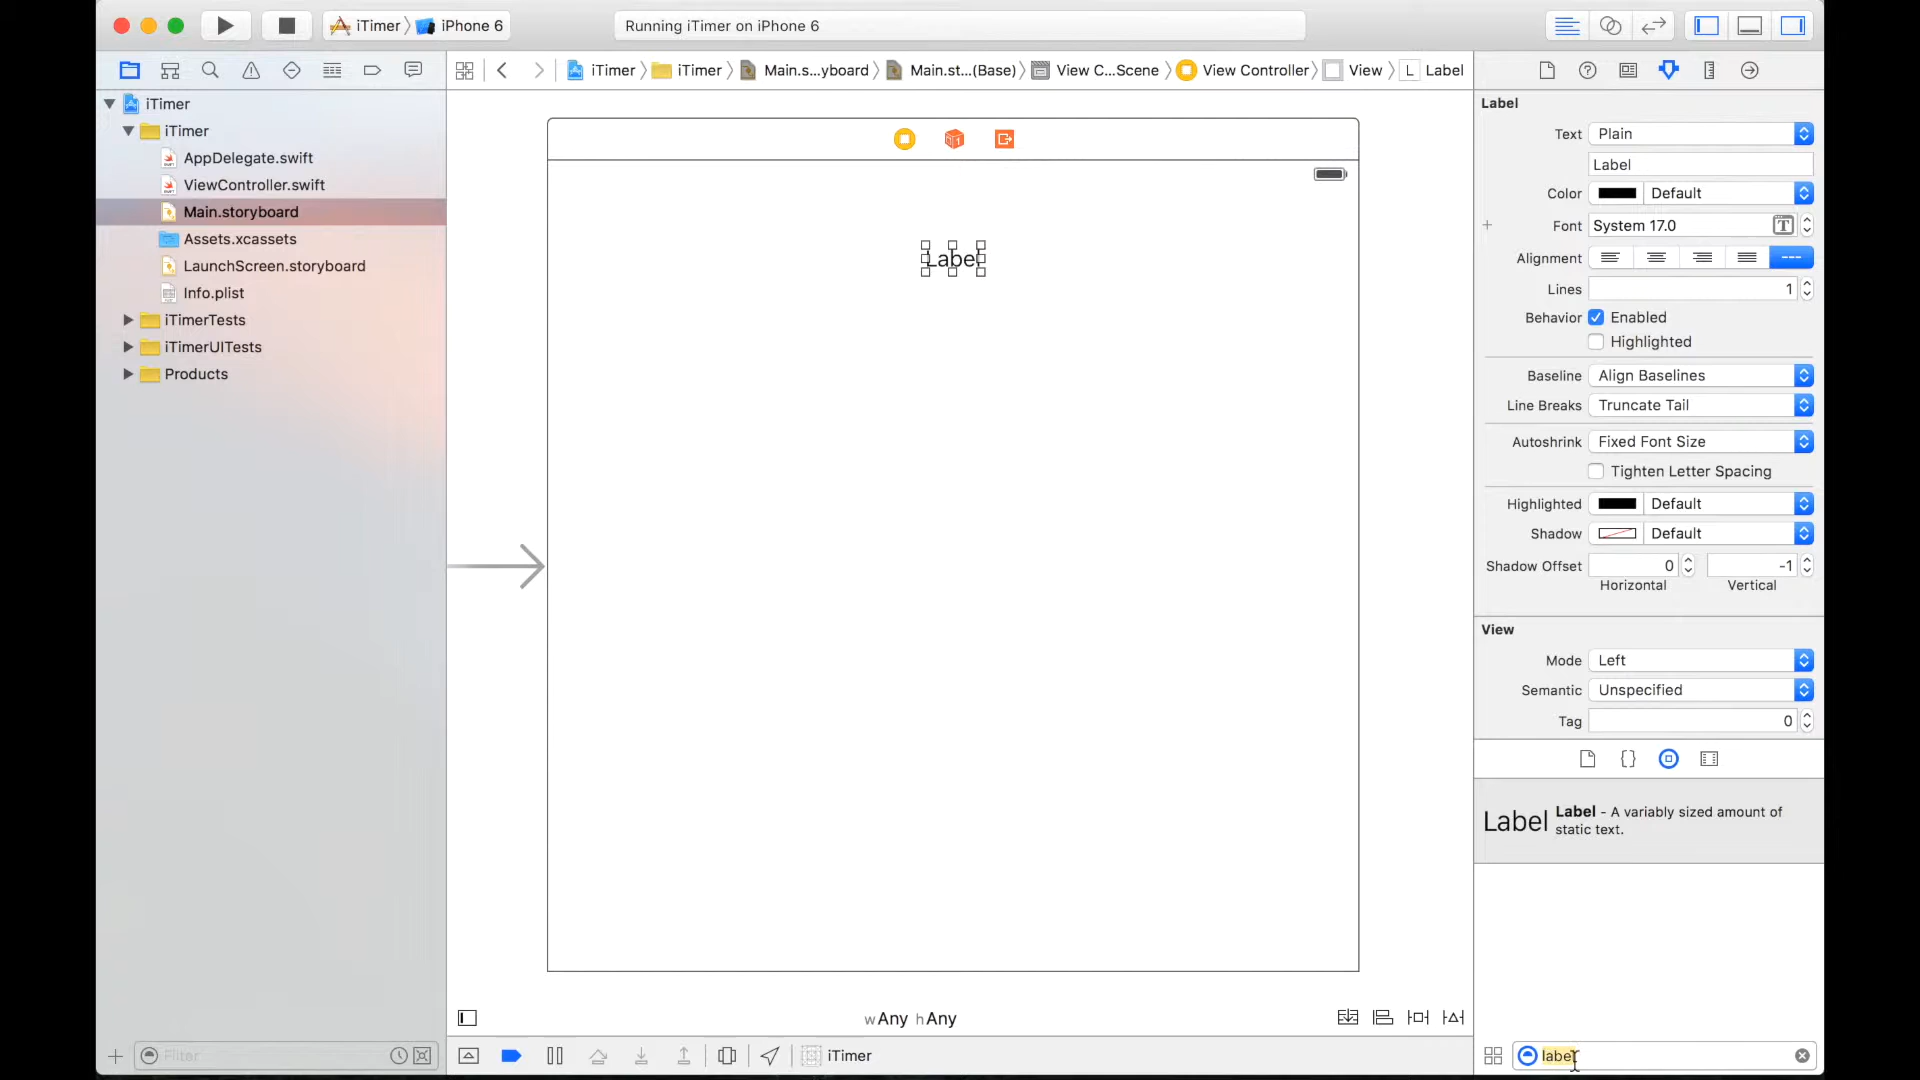 iTimer iPhone 6 Running iTimer on iPhone 6
iTimer iTimer Main.s...yboard Main.st...(Base) View C...Scene View Controller View L Label
iTimer
iTimer
AppDelegate.swift
ViewController.swift
Main.storyboard
Assets.xcassets
LaunchScreen.storyboard
Info.plist
iTimerTests
iTimerUITests
Products
Label
Label
Text Plain
Label
Color Default
Font System 17.0 T
Alignment
Lines 1
Behavior Enabled
Highlighted
Baseline Align Baselines
Line Breaks Truncate Tail
Autoshrink Fixed Font Size
Tighten Letter Spacing
Highlighted Default
Shadow Default
Shadow Offset 0 -1
Horizontal Vertical
View
Mode Left
Semantic Unspecified
Tag 0
Label Label - A variably sized amount of
static text.
wAny hAny
Filter
iTimer
label